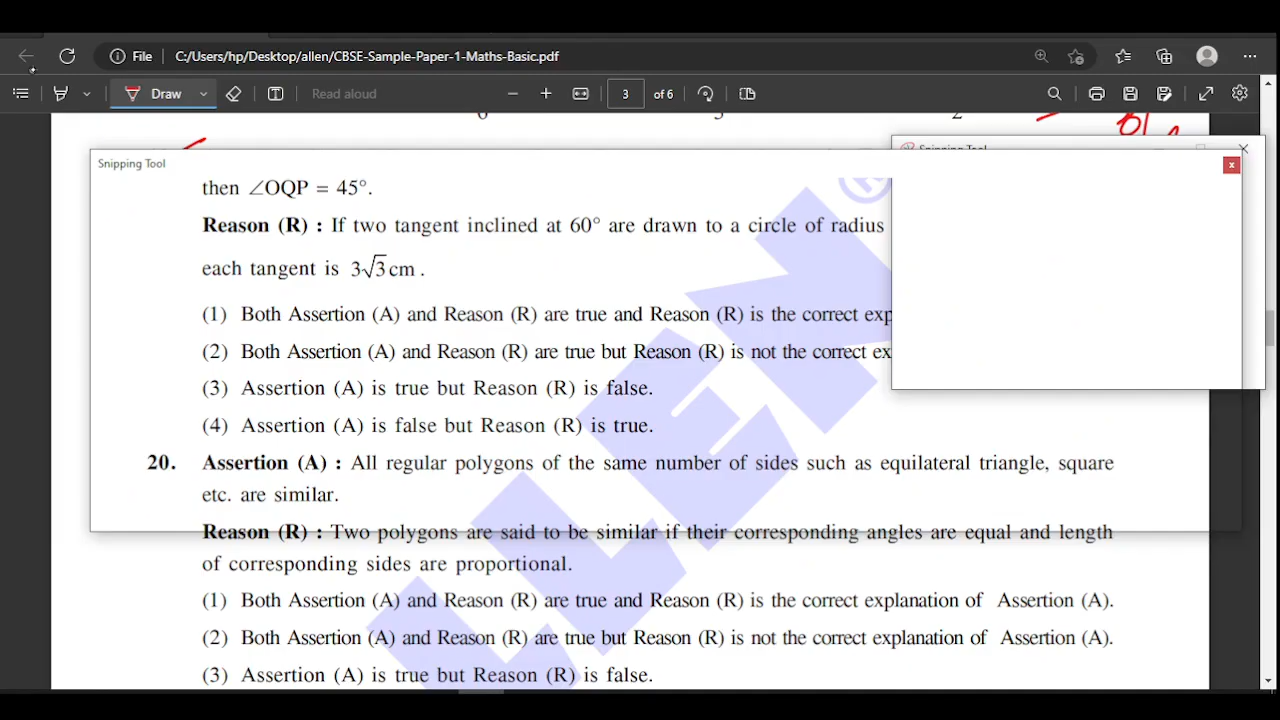 File C:/Users/hp/Desktop/allen/CBSE-Sample-Paper-1-Maths-Basic.pdf
Draw Read aloud 3 of 6
Snipping Tool
Snipping Tool
then ∠OQP = 45°.
Reason (R) : If two tangent inclined at 60° are drawn to a circle of radius
each tangent is 3√3 cm .
(1) Both Assertion (A) and Reason (R) are true and Reason (R) is the correct exp
(2) Both Assertion (A) and Reason (R) are true but Reason (R) is not the correct ex
(3) Assertion (A) is true but Reason (R) is false.
(4) Assertion (A) is false but Reason (R) is true.
20. Assertion (A) : All regular polygons of the same number of sides such as equilateral triangle, square
etc. are similar.
Reason (R) : Two polygons are said to be similar if their corresponding angles are equal and length
of corresponding sides are proportional.
(1) Both Assertion (A) and Reason (R) are true and Reason (R) is the correct explanation of Assertion (A).
(2) Both Assertion (A) and Reason (R) are true but Reason (R) is not the correct explanation of Assertion (A).
(3) Assertion (A) is true but Reason (R) is false.
LLEN®